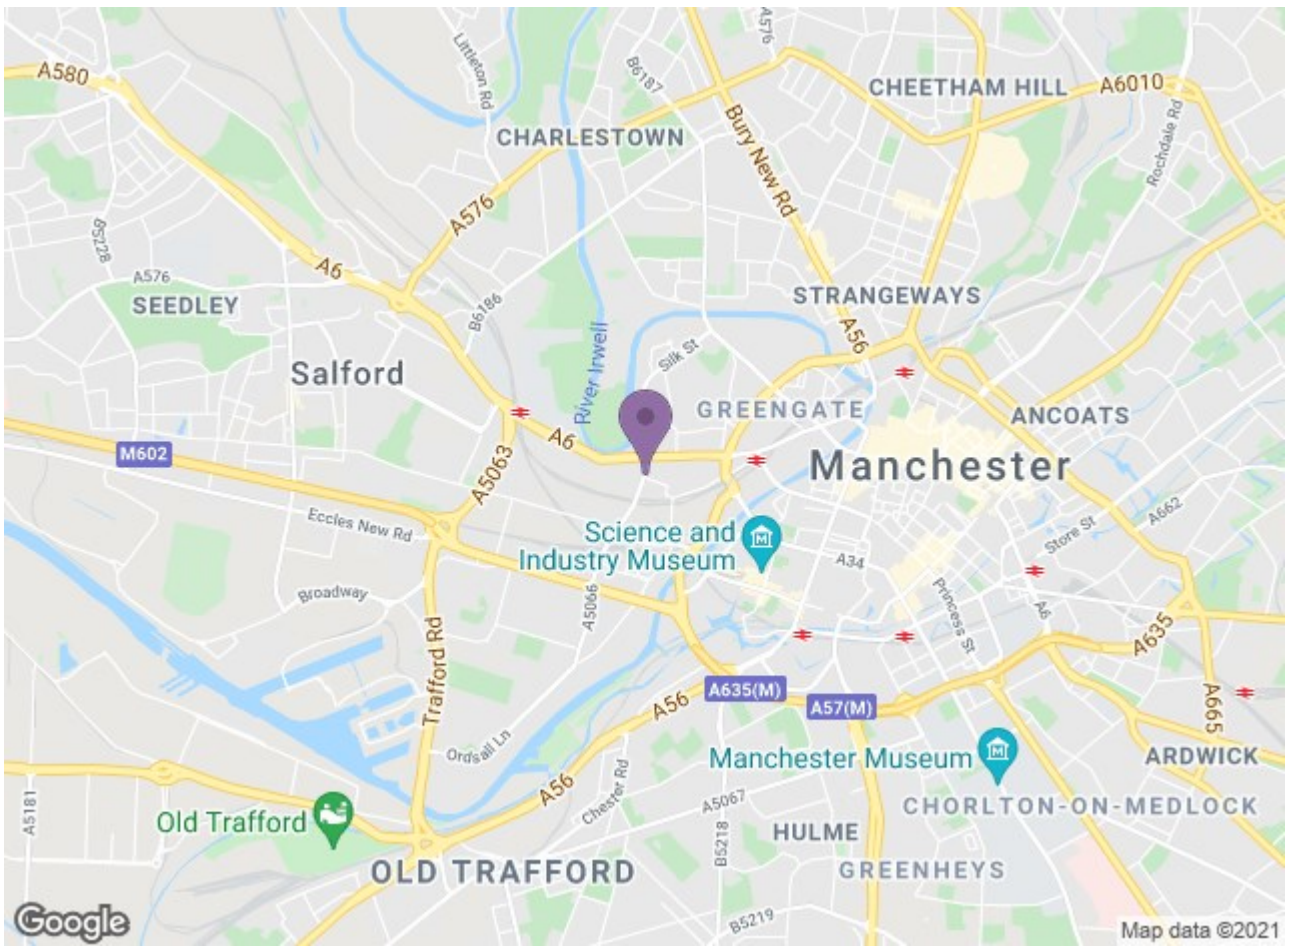 A576
A580
Littleton Rd
B6187
CHEETHAM HILL
A6010
CHARLESTOWN
Bury New Rd
Rochdale Rd
A576
B5228
A6
A576
SEEDLEY
B6186
STRANGEWAYS
A56
River Irwell
Silk St
Salford
GREENGATE
ANCOATS
A6
M602
A5063
Manchester
Eccles New Rd
A662
Store St
Science and
Industry Museum
A34
Broadway
A5066
Princess St
A6
A635
Trafford Rd
A635(M)
A56
A57(M)
A665
Ordsall Ln
Manchester Museum
ARDWICK
A56
Chester Rd
A5067
CHORLTON-ON-MEDLOCK
A5181
Old Trafford
B5218
HULME
OLD TRAFFORD
GREENHEYS
B5219
Google
Map data ©2021